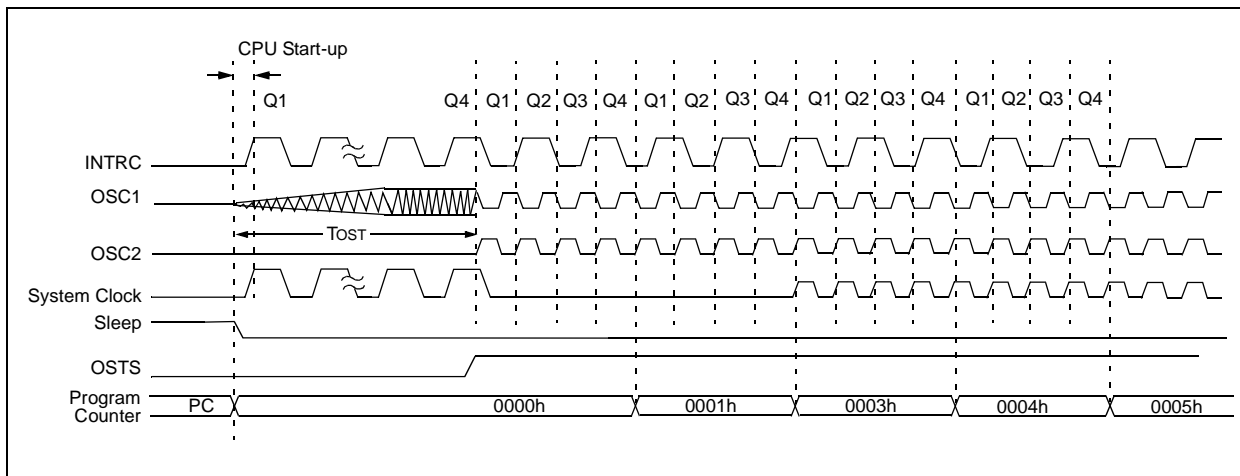 CPU Start-up
Q1 Q4 Q1 Q2 Q3 Q4 Q1 Q2 Q3 Q4 Q1 Q2 Q3 Q4 Q1 Q2 Q3 Q4
INTRC
OSC1
TOST
OSC2
System Clock
Sleep
OSTS
Program
Counter
PC 0000h 0001h 0003h 0004h 0005h